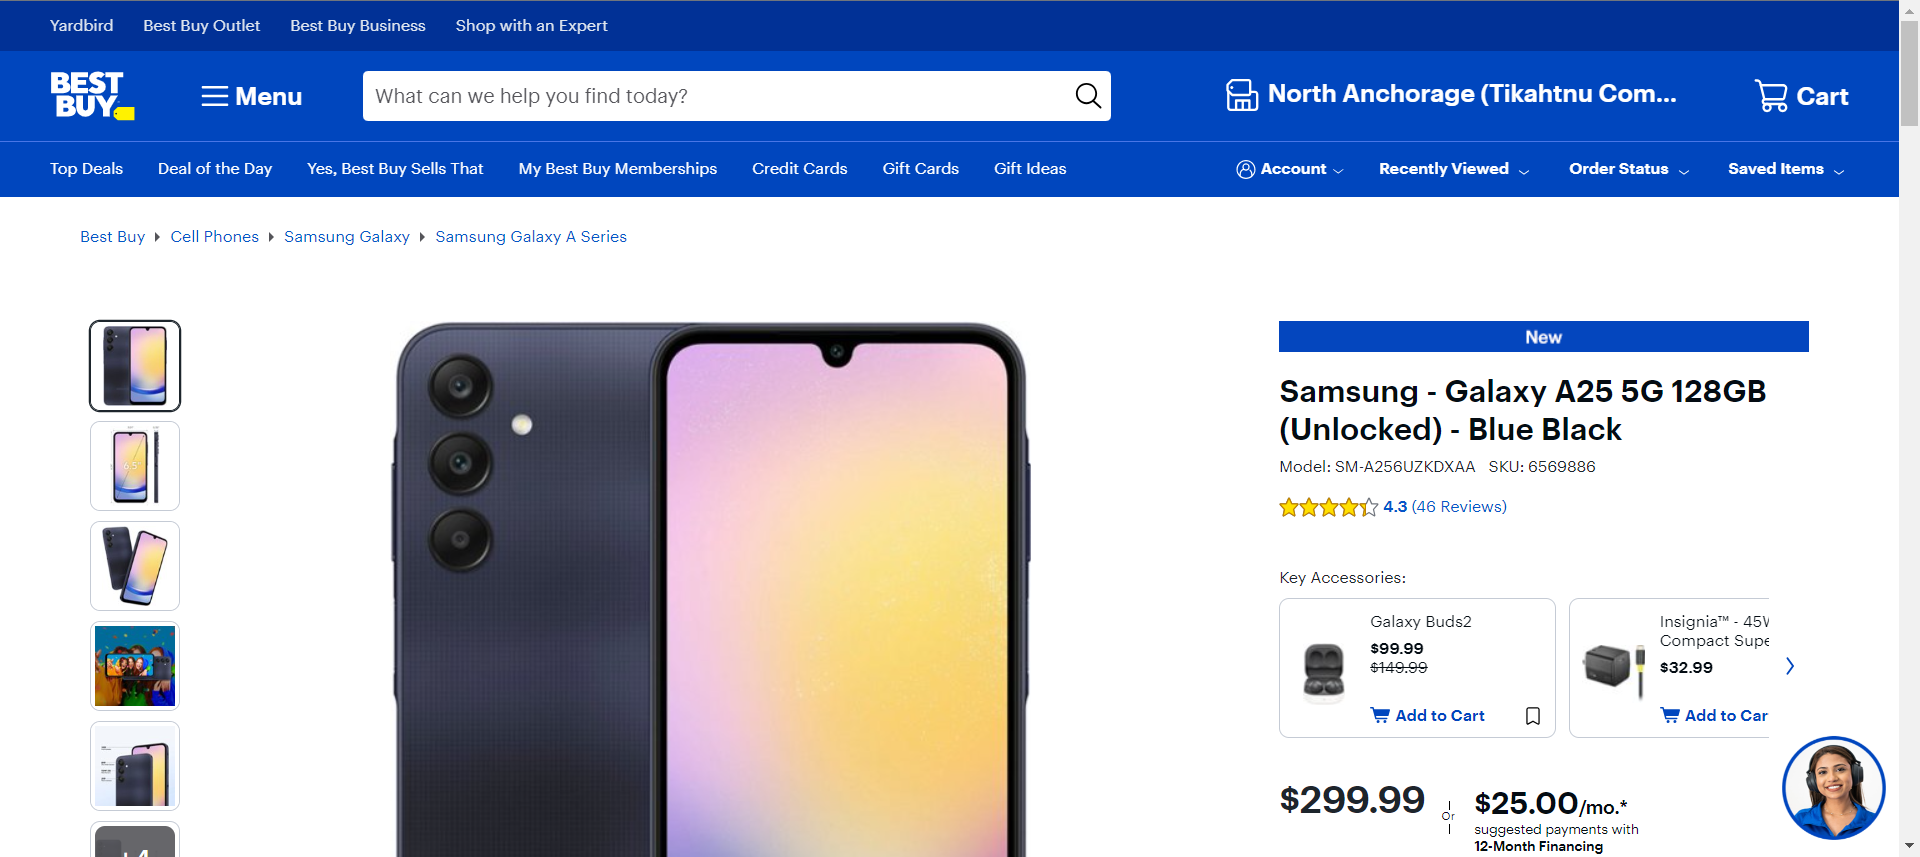 Yardbird Best Buy Outlet Best Buy Business Shop with an Expert
BEST
BUY
Menu
What can we help you find today?
North Anchorage (Tikahtnu Com...
Cart
Top Deals Deal of the Day Yes, Best Buy Sells That My Best Buy Memberships Credit Cards Gift Cards Gift Ideas Account Recently Viewed Order Status Saved Items
Best Buy Cell Phones Samsung Galaxy Samsung Galaxy A Series
New
Samsung - Galaxy A25 5G 128GB
(Unlocked) - Blue Black
Model: SM-A256UZKDXAA SKU: 6569886
4.3 (46 Reviews)
Key Accessories:
Galaxy Buds2
$99.99
$149.99
Add to Cart
Insignia™ - 45W
Compact Supe
$32.99
Add to Car
$299.99
Or
$25.00/mo.*
suggested payments with
12-Month Financing
6.5"